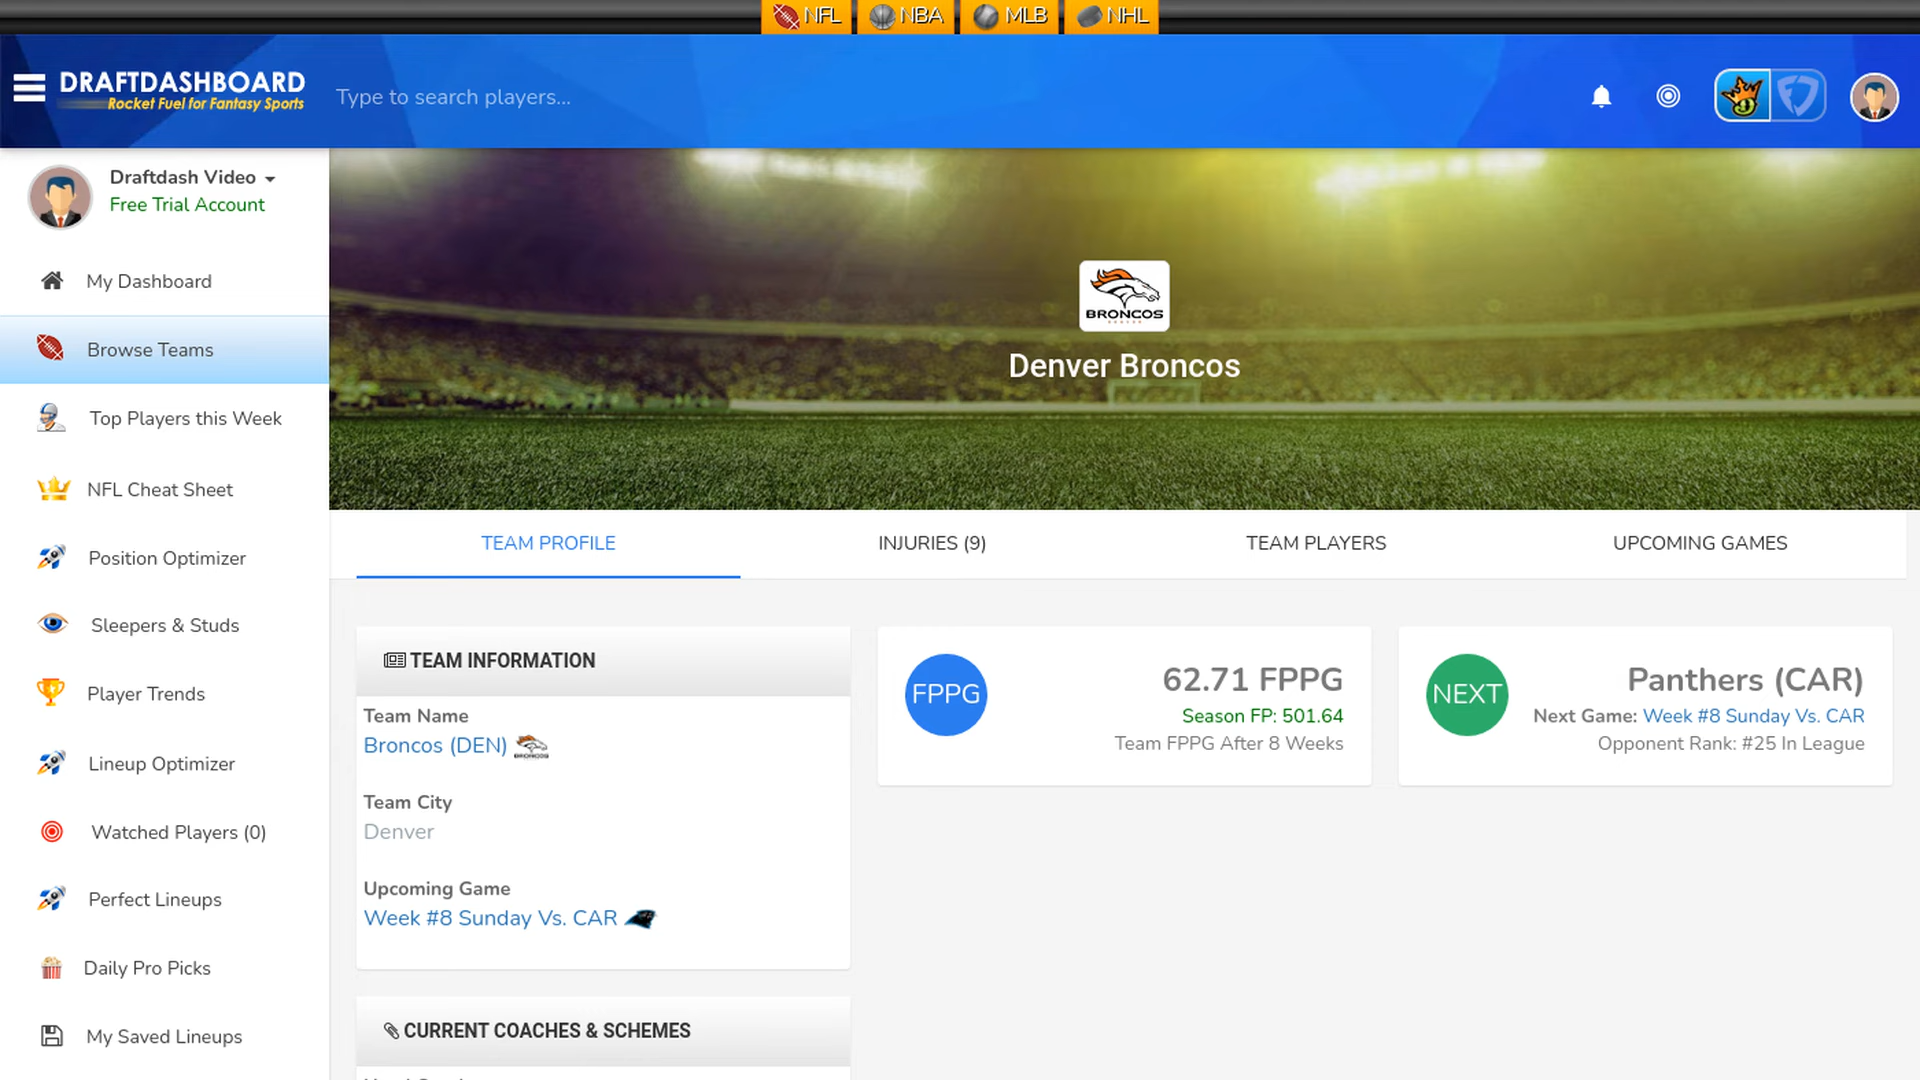 NFL
NBA
MLB
NHL
DRAFTDASHBOARD
Rocket Fuel for Fantasy Sports
Type to search players...
Draftdash Video
Free Trial Account
My Dashboard
Browse Teams
Top Players this Week
NFL Cheat Sheet
Position Optimizer
Sleepers & Studs
Player Trends
Lineup Optimizer
Watched Players (0)
Perfect Lineups
Daily Pro Picks
My Saved Lineups
BRONCOS
Denver Broncos
TEAM PROFILE
INJURIES (9)
TEAM PLAYERS
UPCOMING GAMES
TEAM INFORMATION
Team Name
Broncos (DEN)
BRONCOS
Team City
Denver
Upcoming Game
Week #8 Sunday Vs. CAR
CURRENT COACHES & SCHEMES
FPPG
62.71 FPPG
Season FP: 501.64
Team FPPG After 8 Weeks
NEXT
Panthers (CAR)
Next Game: Week #8 Sunday Vs. CAR
Opponent Rank: #25 In League